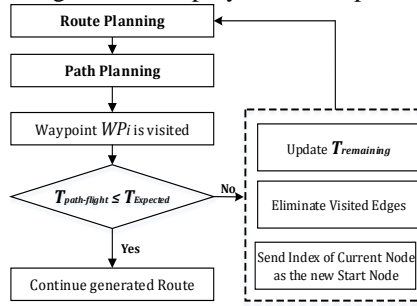 Route Planning
Path Planning
Waypoint WPi is visited
Tpath-flight ≤ TExpected
No
Yes
Continue generated Route
Update Tremaining
Eliminate Visited Edges
Send Index of Current Node
as the new Start Node